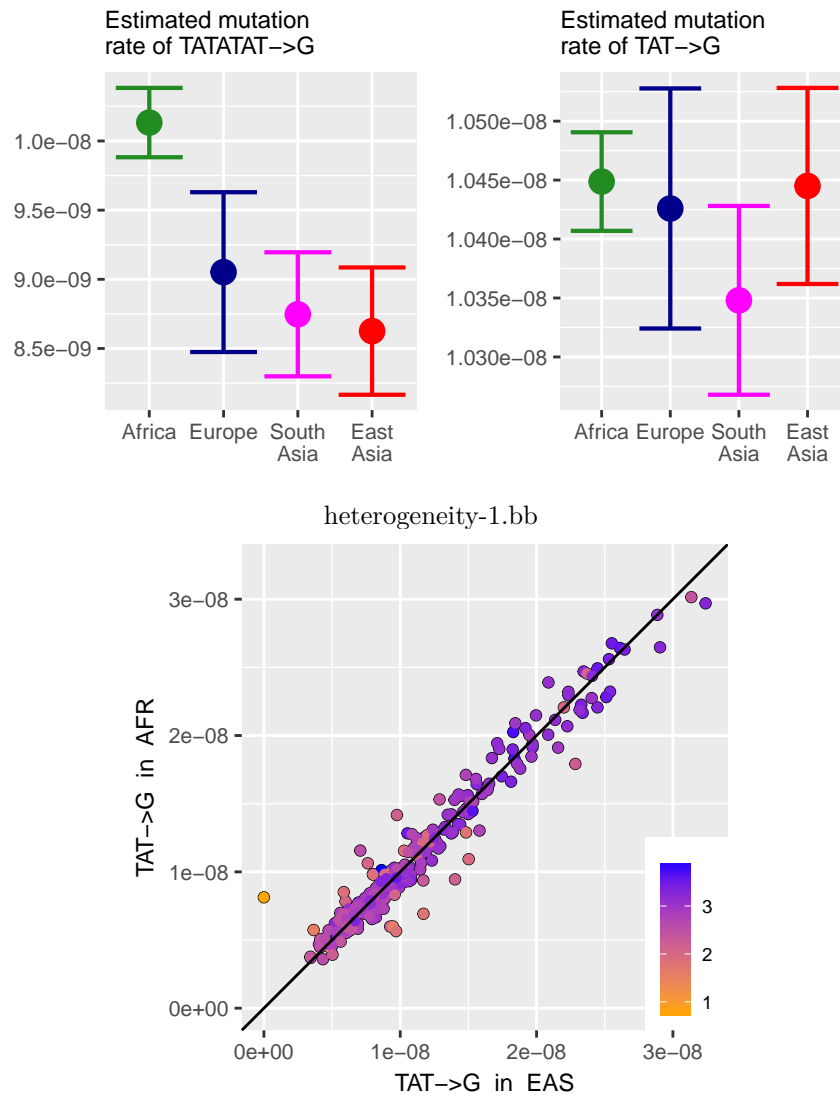 Estimated mutation
rate of TATATAT−>G
1.0e−08
9.5e−09
9.0e−09
8.5e−09
Africa Europe South Asia East Asia
Estimated mutation
rate of TAT−>G
1.050e−08
1.045e−08
1.040e−08
1.035e−08
1.030e−08
Africa Europe South Asia East Asia
heterogeneity-1.bb
TAT−>G in AFR
3e−08
2e−08
1e−08
0e+00
3
2
1
0e+00 1e−08 2e−08 3e−08
TAT−>G in EAS